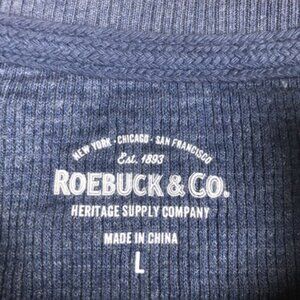 NEW YORK · CHICAGO · SAN FRANCISCO
Est. 1893
ROEBUCK & CO.
HERITAGE SUPPLY COMPANY
MADE IN CHINA
L